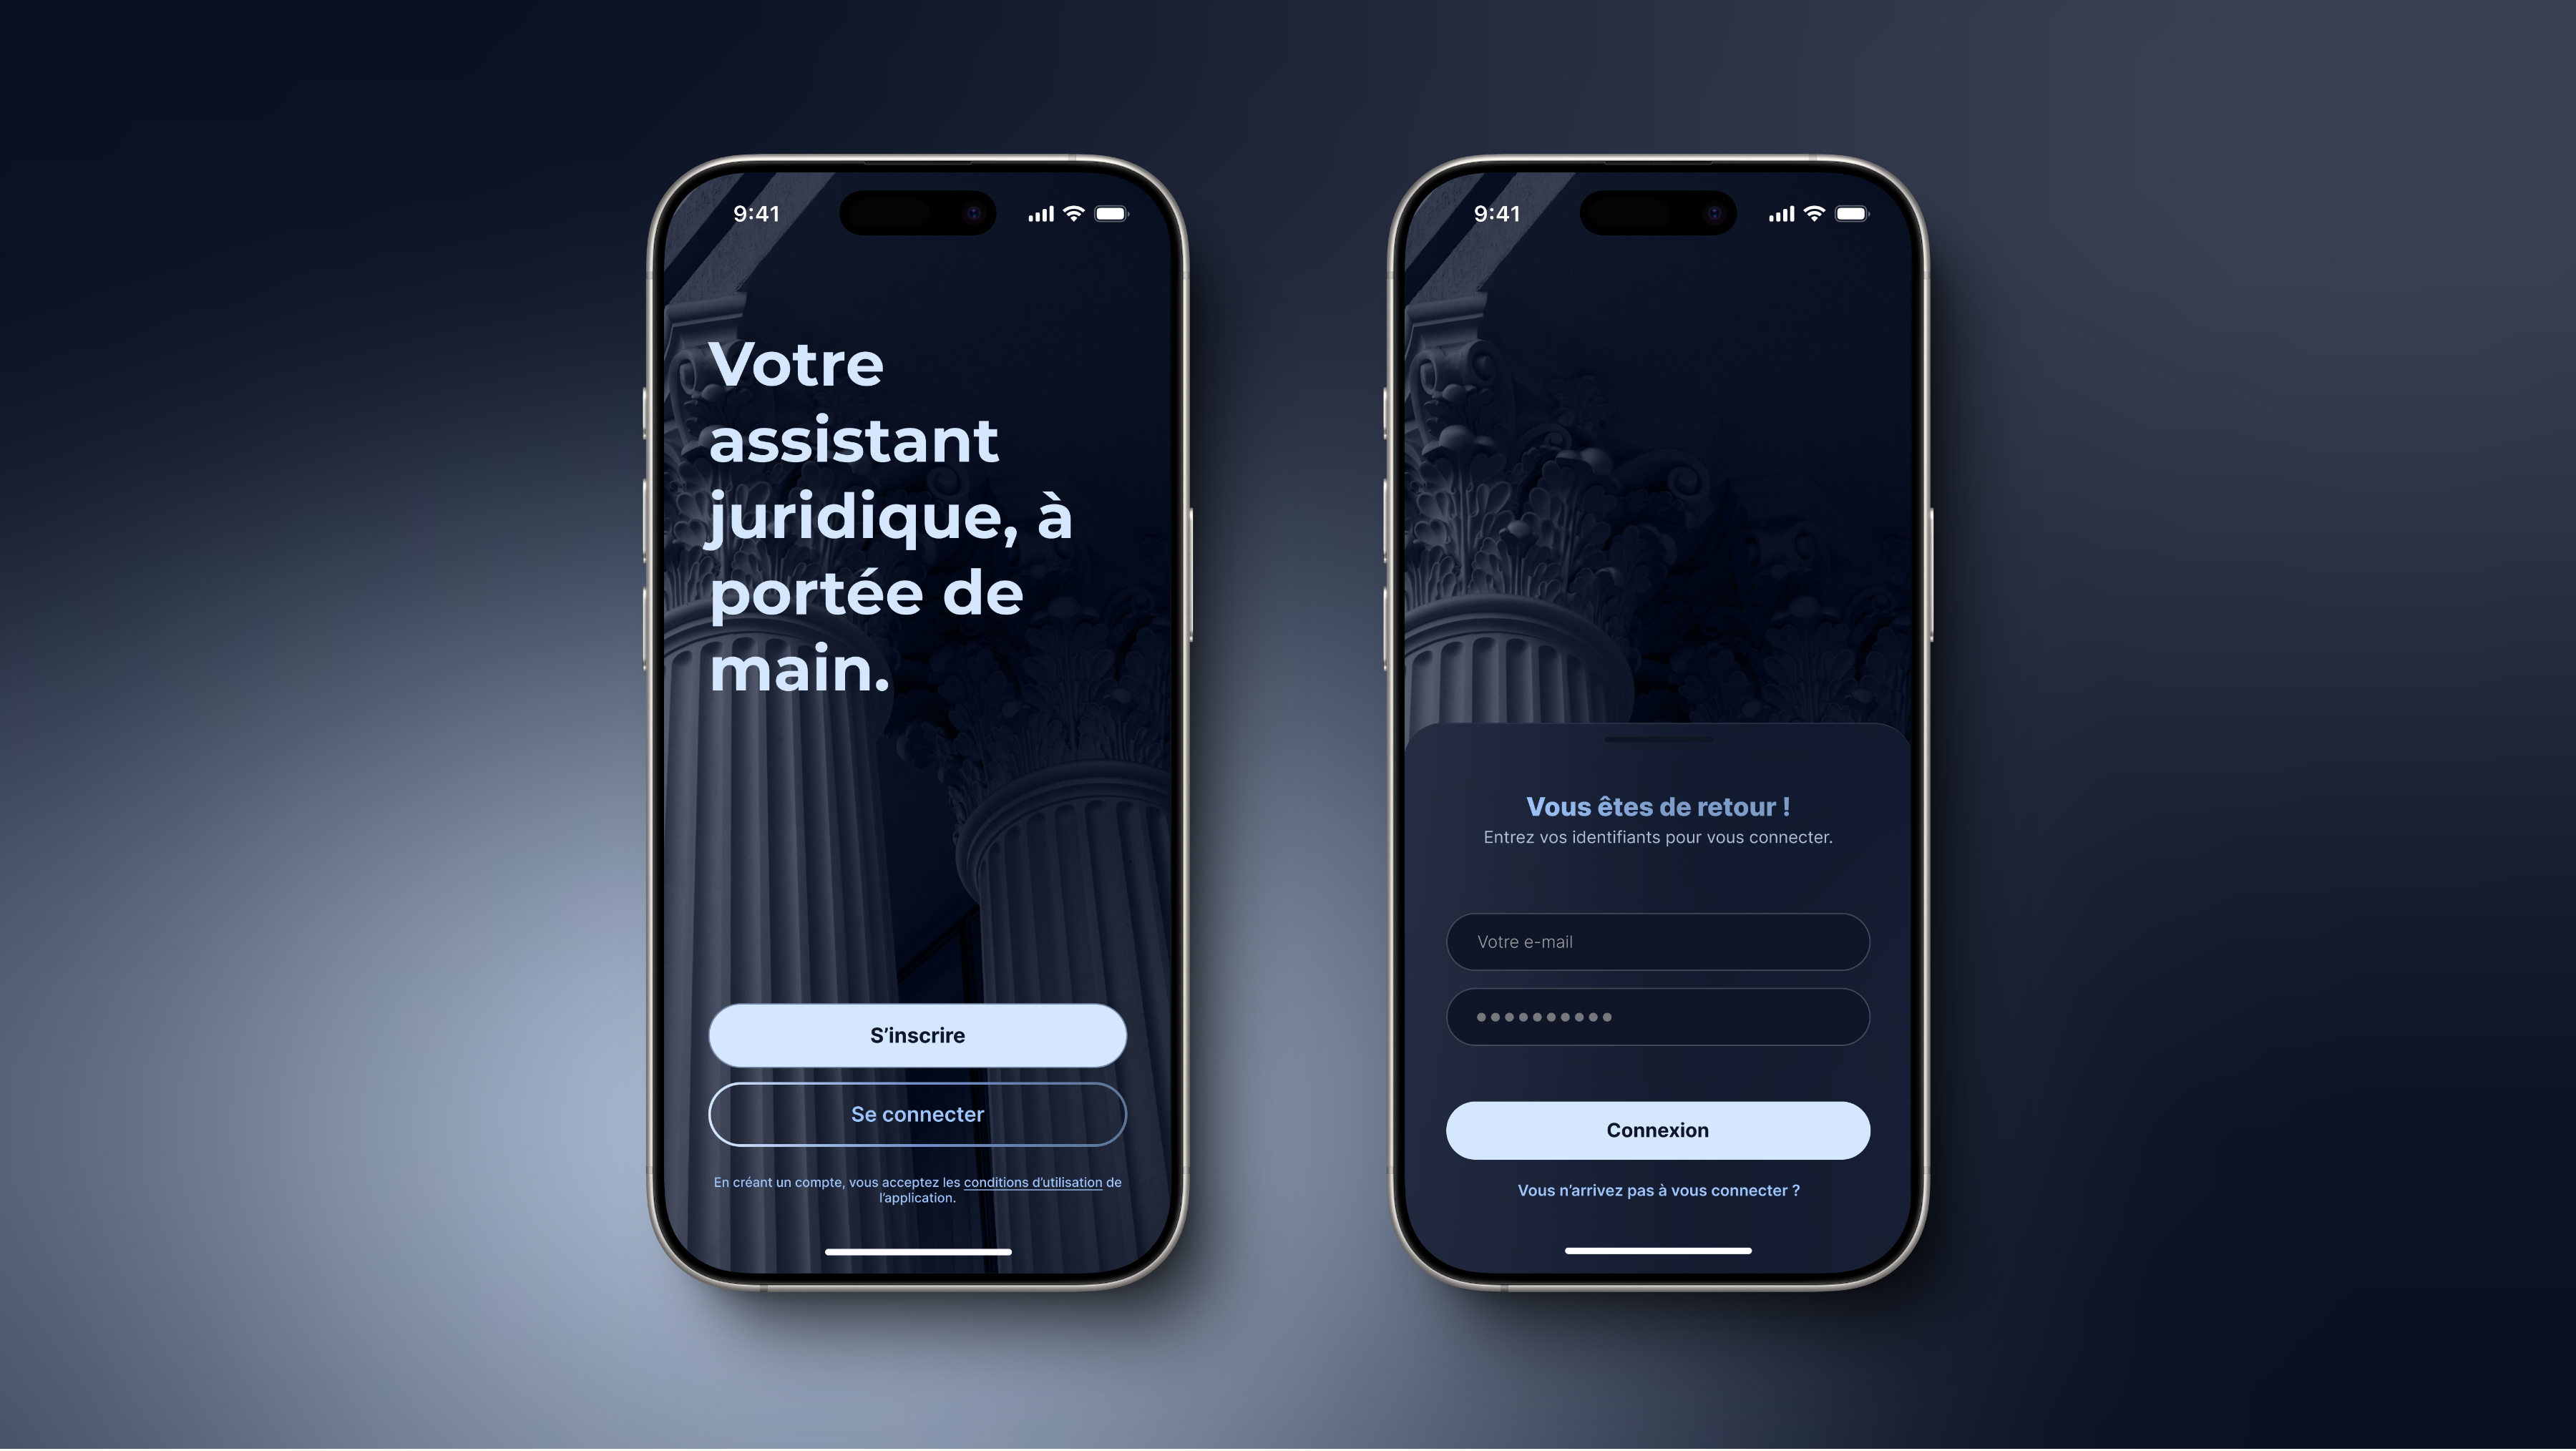 9:41
Votre
assistant
juridique, à
portée de
main.
S’inscrire
Se connecter
En créant un compte, vous acceptez les conditions d’utilisation de
l’application.
9:41
Vous êtes de retour !
Entrez vos identifiants pour vous connecter.
Votre e-mail
Connexion
Vous n’arrivez pas à vous connecter ?